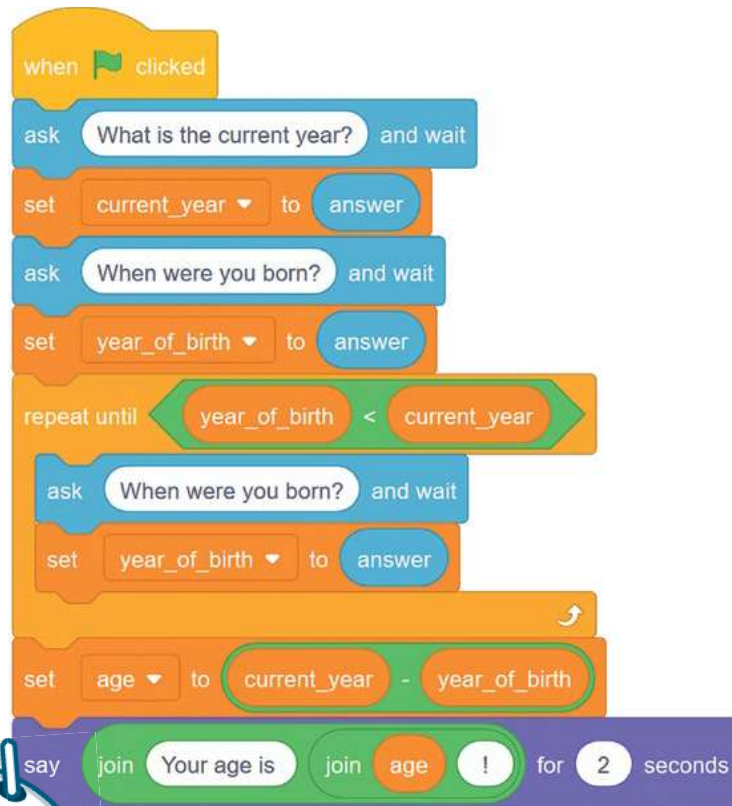 when clicked
ask What is the current year? and wait
set current_year to answer
ask When were you born? and wait
set year_of_birth to answer
repeat until year_of_birth < current_year
ask When were you born? and wait
set year_of_birth to answer
set age to current_year - year_of_birth
say join Your age is join age ! for 2 seconds